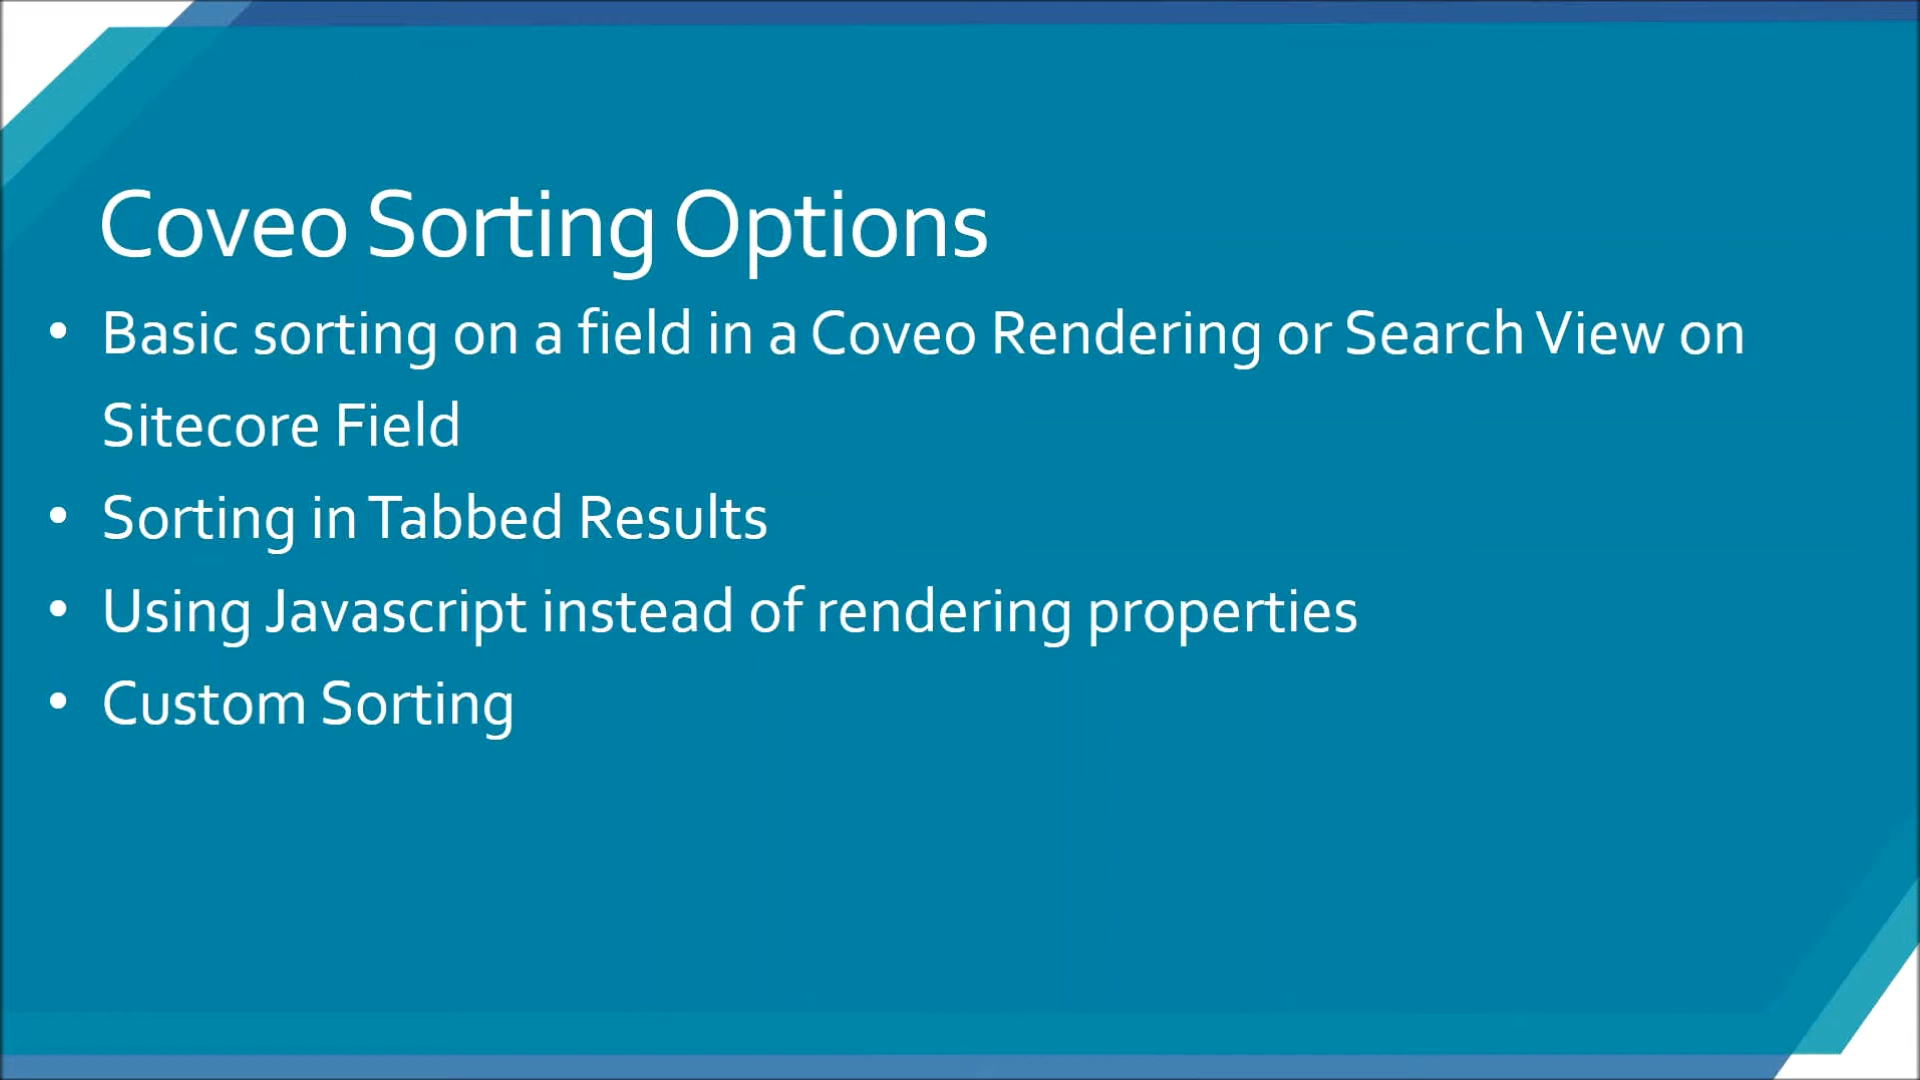 Coveo Sorting Options
• Basic sorting on a field in a Coveo Rendering or Search View on
Sitecore Field
• Sorting in Tabbed Results
• Using Javascript instead of rendering properties
• Custom Sorting